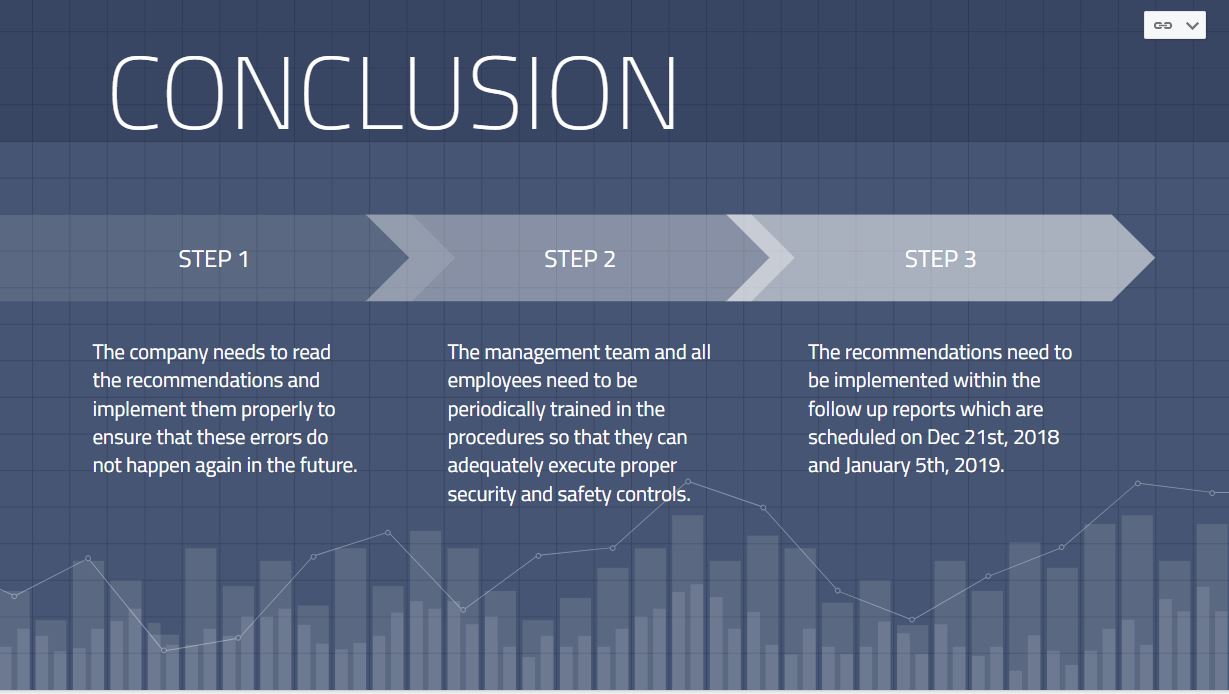 CONCLUSION
STEP 1
STEP 2
STEP 3
The company needs to read
the recommendations and
implement them properly to
ensure that these errors do
not happen again in the future.
The management team and all
employees need to be
periodically trained in the
procedures so that they can
adequately execute proper
security and safety controls.
The recommendations need to
be implemented within the
follow up reports which are
scheduled on Dec 21st, 2018
and January 5th, 2019.